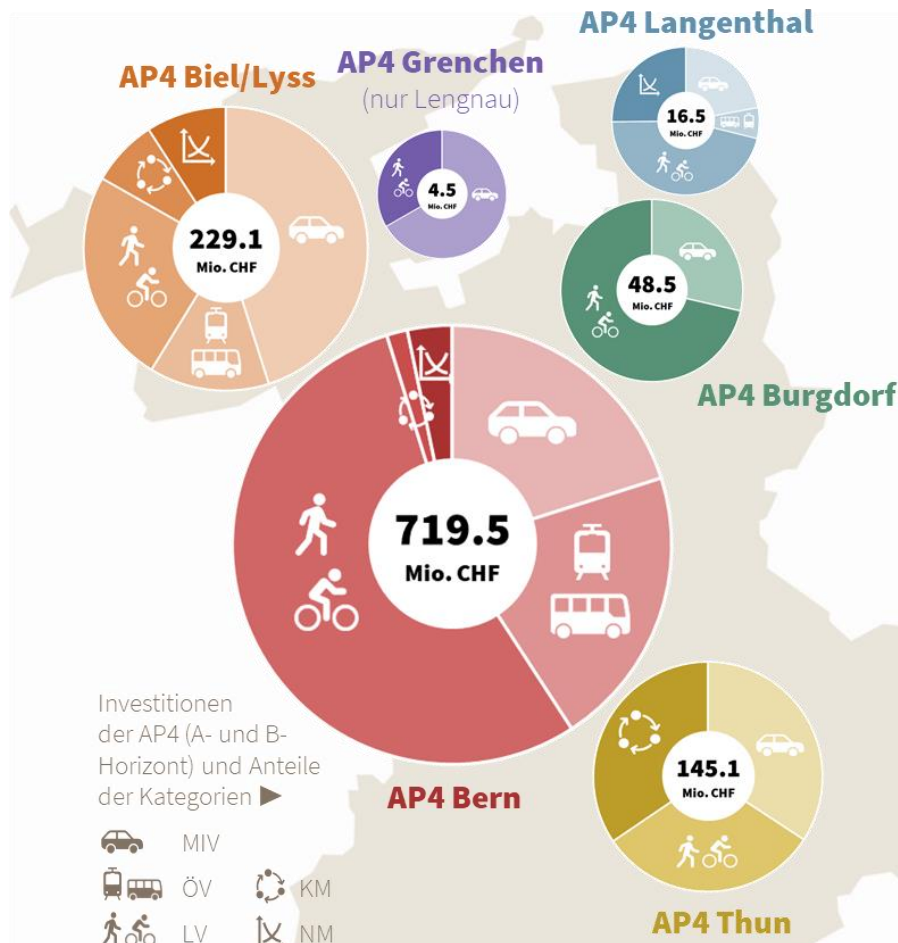 AP4 Langenthal
16.5
Mio. CHF
AP4 Grenchen
(nur Lengnau)
4.5
Mio. CHF
AP4 Biel/Lyss
229.1
Mio. CHF
48.5
Mio. CHF
AP4 Burgdorf
719.5
Mio. CHF
AP4 Bern
145.1
Mio. CHF
AP4 Thun
Investitionen
der AP4 (A- und B-
Horizont) und Anteile
der Kategorien ▶
MIV
ÖV
KM
LV
NM